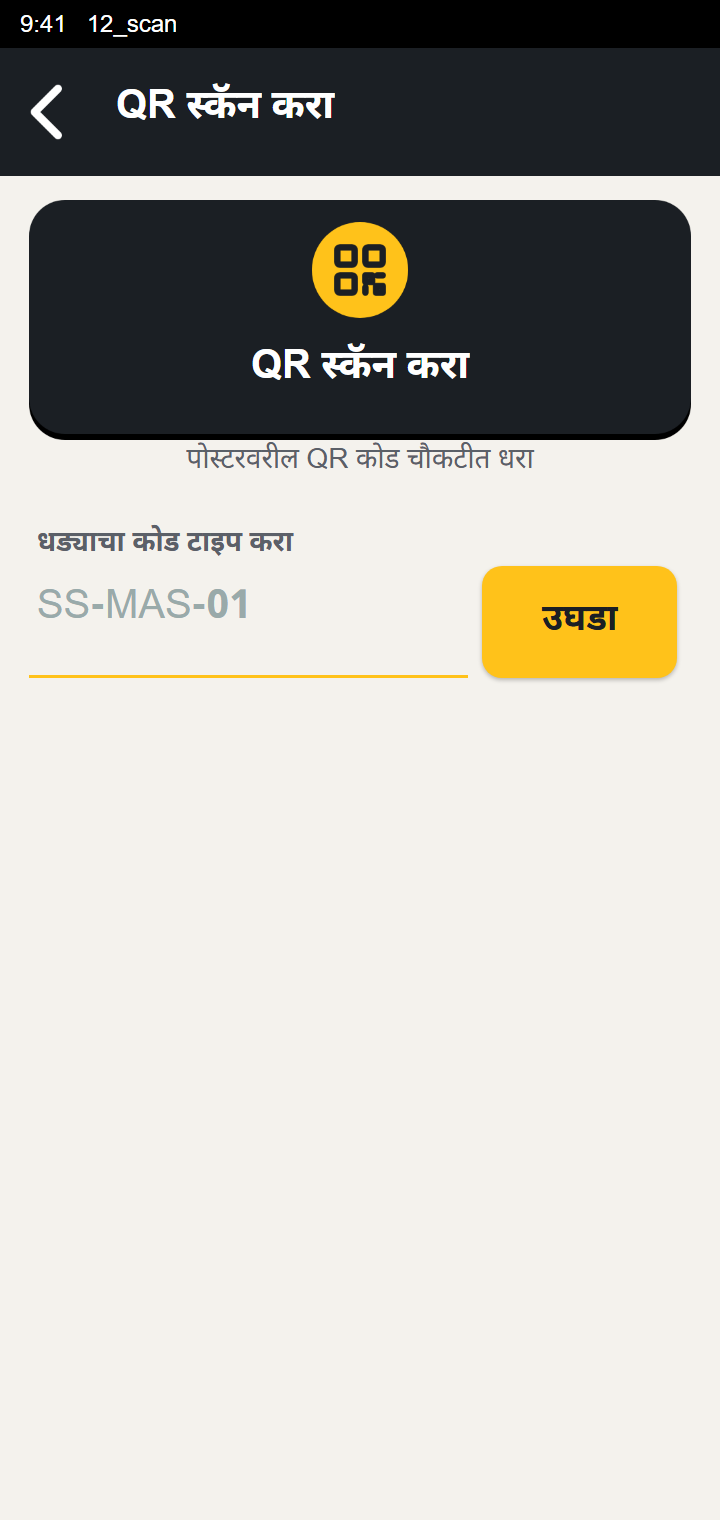 9:41 12_scan
QR स्कॅन करा
QR स्कॅन करा
पोस्टरवरील QR कोड चौकटीत धरा
धड्याचा कोड टाइप करा
SS-MAS-01
उघडा